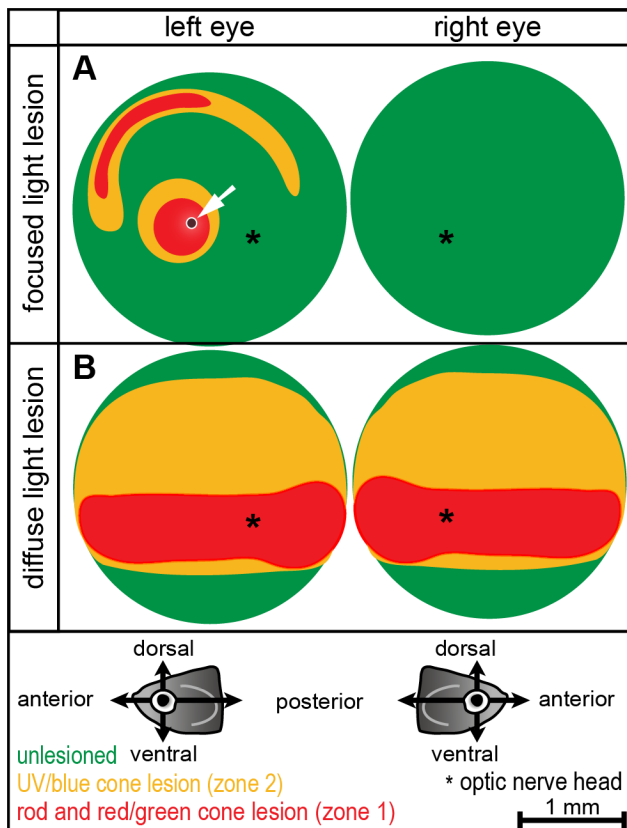 left eye
right eye
focused light lesion
A
*
*
diffuse light lesion
B
*
*
dorsal
dorsal
anterior
posterior
anterior
ventral
ventral
unlesioned
UV/blue cone lesion (zone 2)
* optic nerve head
rod and red/green cone lesion (zone 1)
1 mm